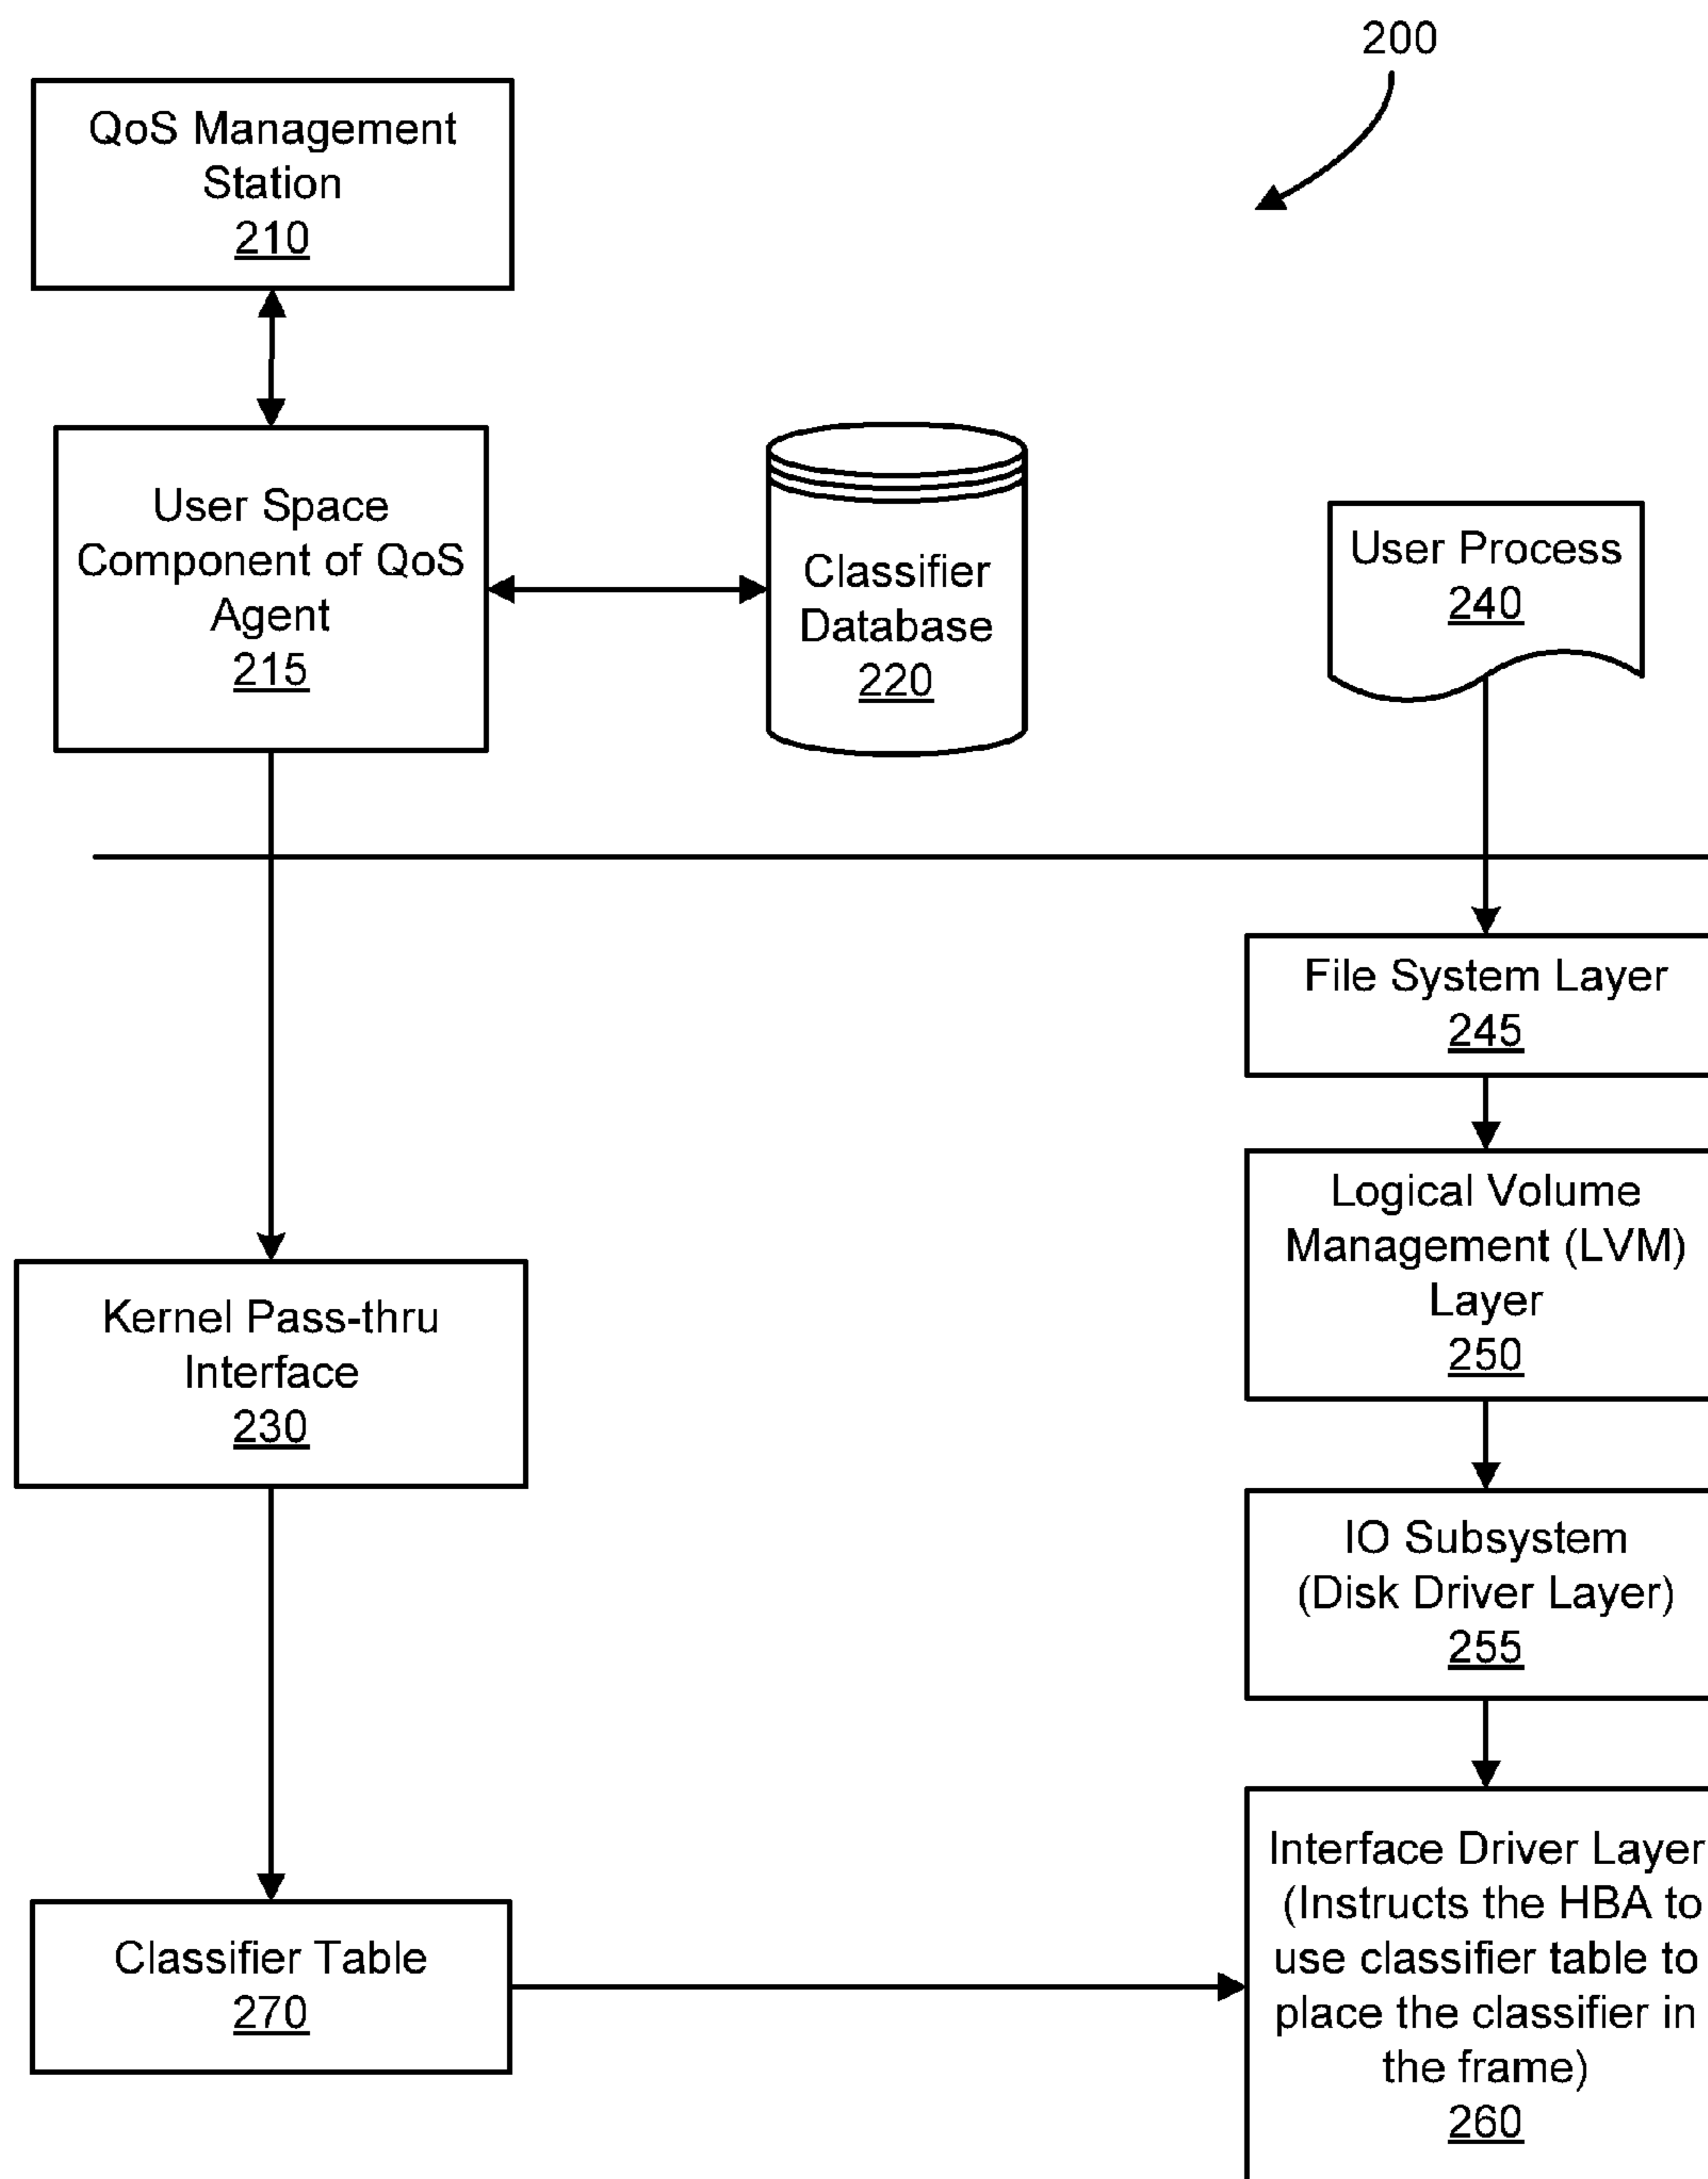 200
QoS Management
Station
210
User Space
Component of QoS
Agent
215
Classifier
Database
220
User Process
240
File System Layer
245
Logical Volume
Management (LVM)
Layer
250
Kernel Pass-thru
Interface
230
IO Subsystem
(Disk Driver Layer)
255
Classifier Table
270
Interface Driver Layer
(Instructs the HBA to
use classifier table to
place the classifier in
the frame)
260